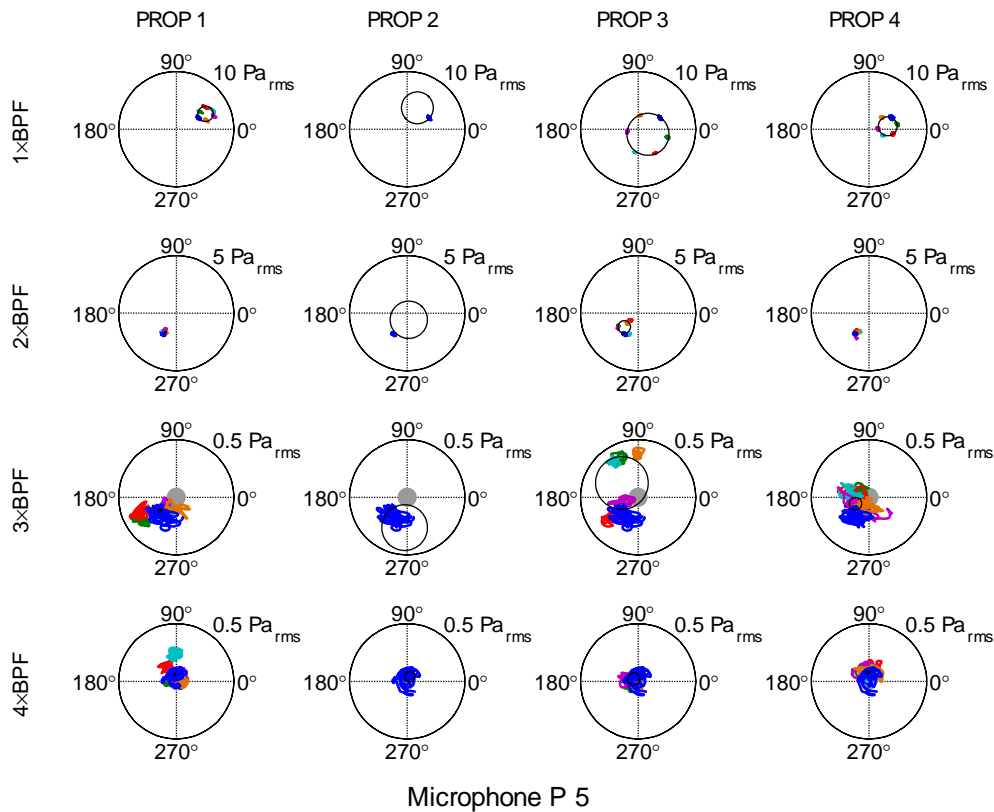 PROP 1 PROP 2 PROP 3 PROP 4
1×BPF
90° 10 Pa rms 90° 10 Pa rms 90° 10 Pa rms 90° 10 Pa rms
180° 0° 180° 0° 180° 0° 180° 0°
270° 270° 270° 270°
2×BPF
90° 5 Pa rms 90° 5 Pa rms 90° 5 Pa rms 90° 5 Pa rms
180° 0° 180° 0° 180° 0° 180° 0°
270° 270° 270° 270°
3×BPF
90° 0.5 Pa rms 90° 0.5 Pa rms 90° 0.5 Pa rms 90° 0.5 Pa rms
180° 0° 180° 0° 180° 0° 180° 0°
270° 270° 270° 270°
4×BPF
90° 0.5 Pa rms 90° 0.5 Pa rms 90° 0.5 Pa rms 90° 0.5 Pa rms
180° 0° 180° 0° 180° 0° 180° 0°
270° 270° 270° 270°
Microphone P 5